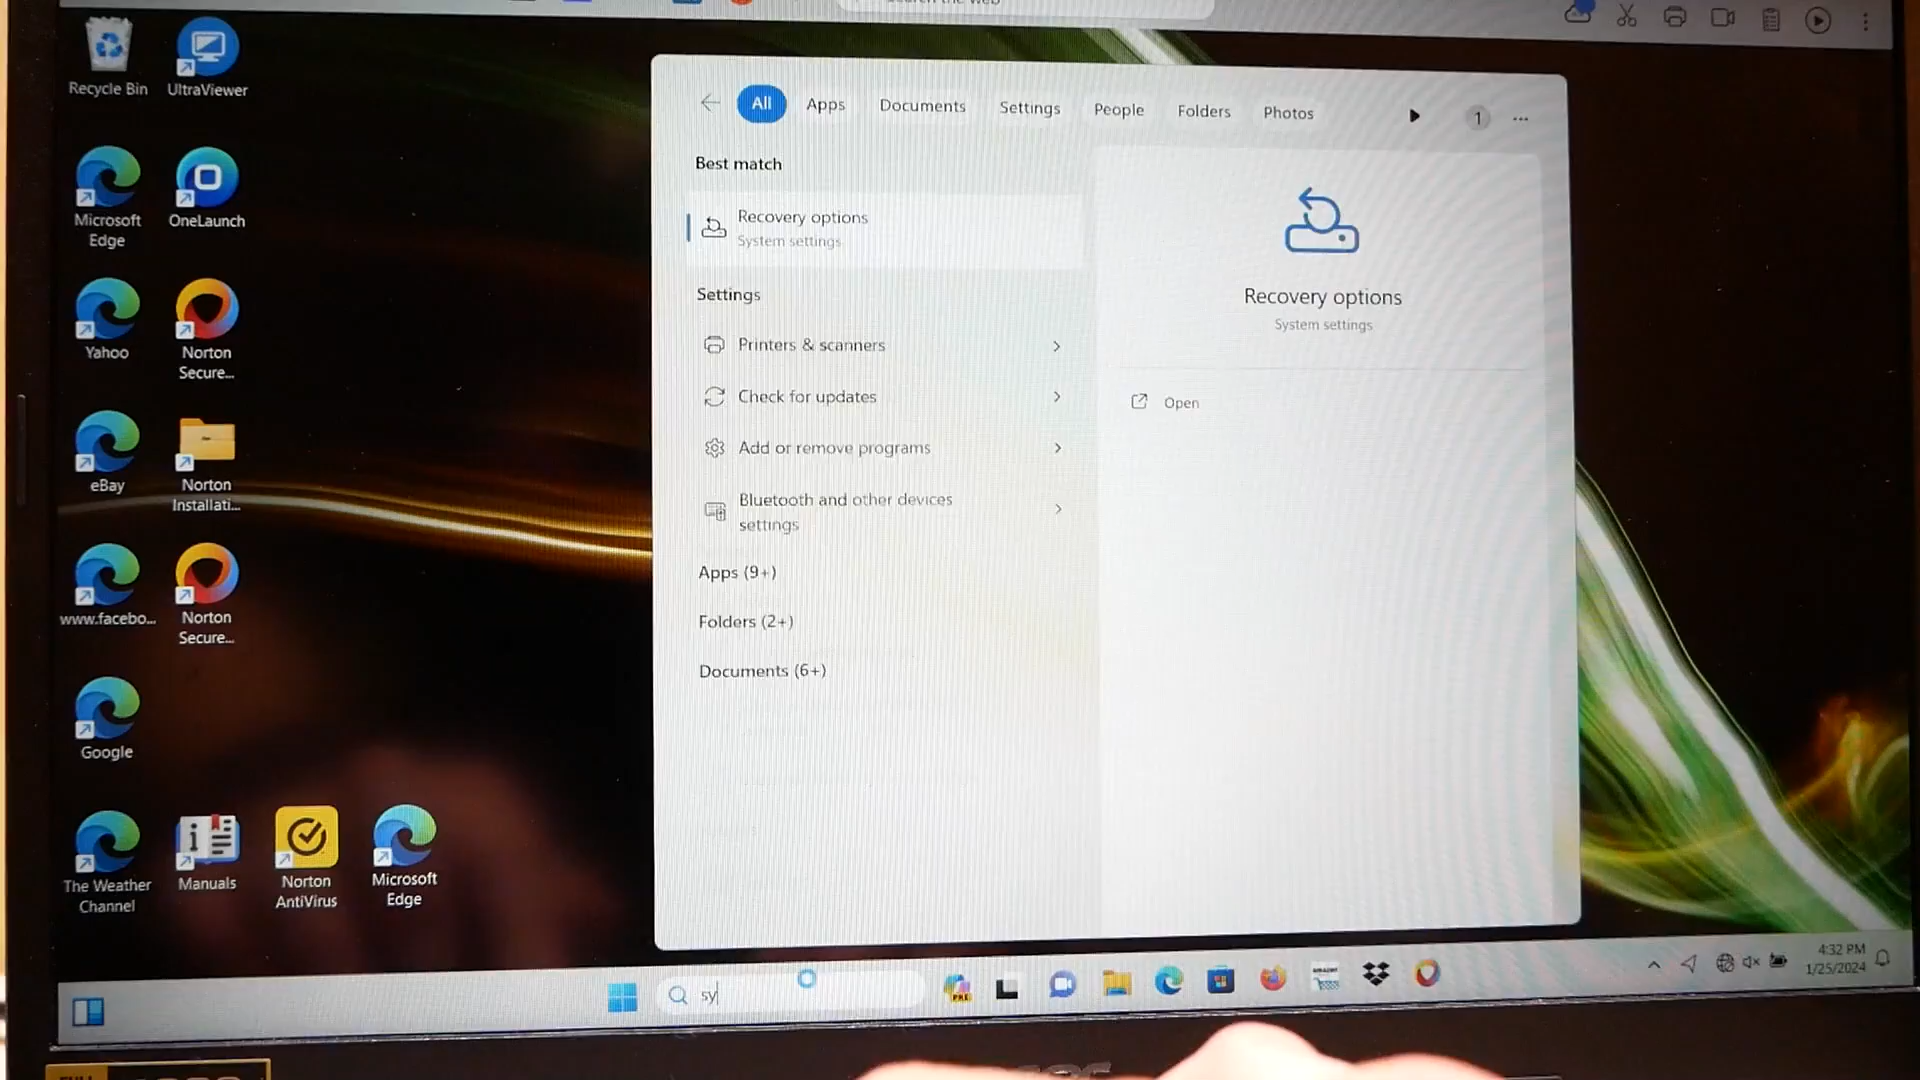 Recycle Bin
UltraViewer
Microsoft
Edge
OneLaunch
Yahoo
Norton
Secure...
eBay
Norton
Installati...
www.facebo...
Norton
Secure...
Google
The Weather
Channel
Manuals
Norton
AntiVirus
Microsoft
Edge
All
Apps
Documents
Settings
People
Folders
Photos
1
Best match
Recovery options
System settings
Settings
Printers & scanners
Check for updates
Add or remove programs
Bluetooth and other devices
settings
Apps (9+)
Folders (2+)
Documents (6+)
Recovery options
System settings
Open
sy
PRE
4:32 PM
1/25/2024